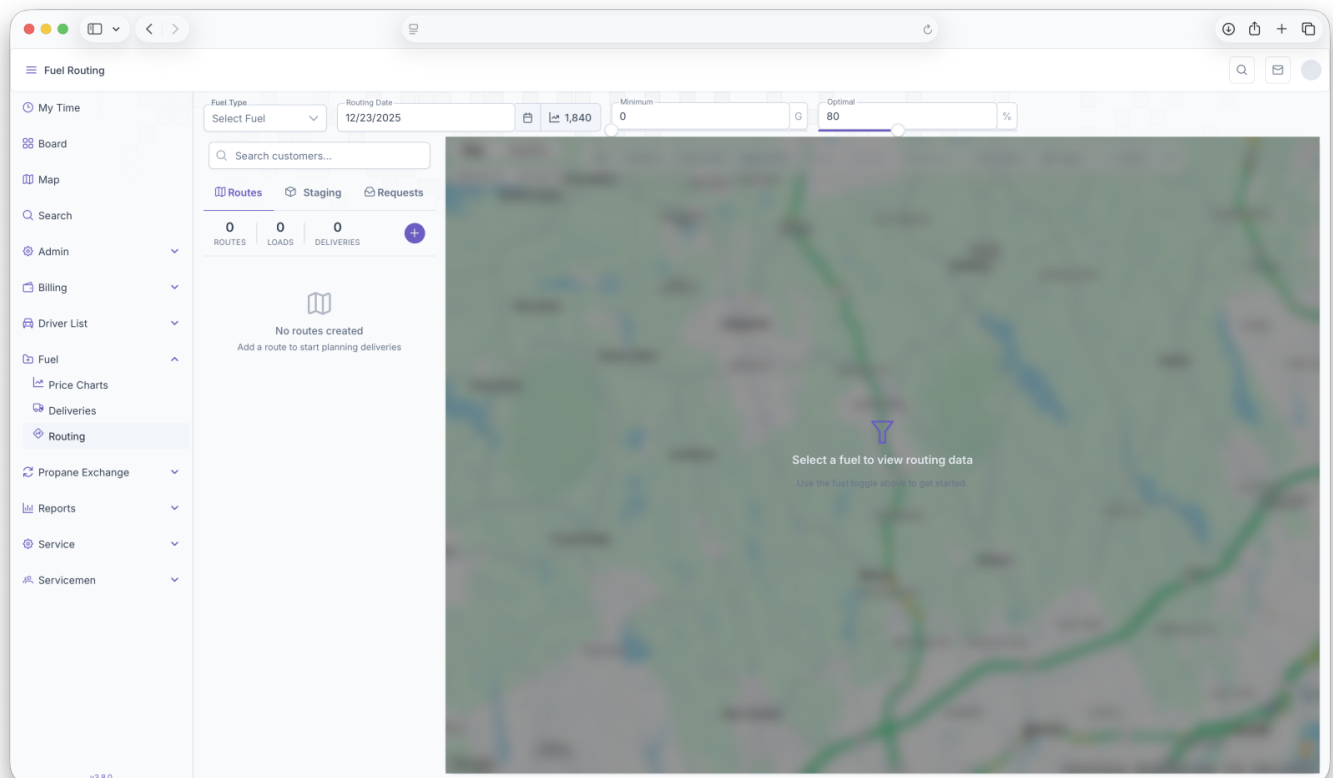 Fuel Routing
My Time
Board
Map
Search
Admin
Billing
Driver List
Fuel
Price Charts
Deliveries
Routing
Propane Exchange
Reports
Service
Servicemen
v3.8.0
Fuel Type
Select Fuel
Routing Date
12/23/2025
1,840
Minimum
0
G
Optimal
80
%
Search customers...
Routes
Staging
Requests
0
ROUTES
0
LOADS
0
DELIVERIES
No routes created
Add a route to start planning deliveries
Select a fuel to view routing data
Use the fuel toggle above to get started.